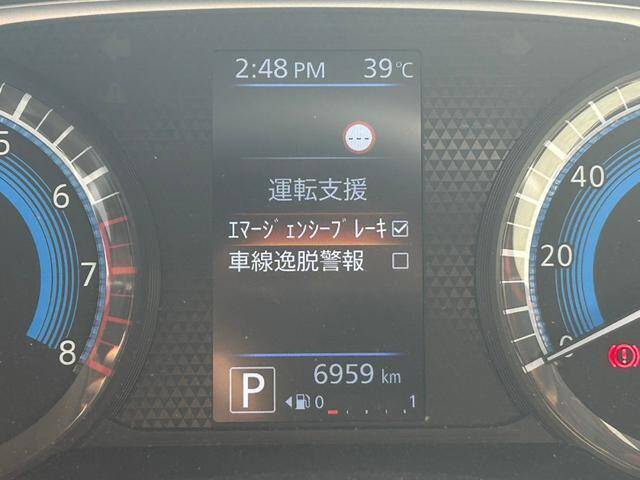 2:48 PM 39℃
---
運転支援
エマージェンシーブレーキ
車線逸脱警報
P
6959 km
0 1
5
6
7
8
40
20
0